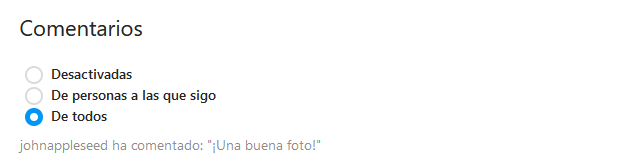 Comentarios
Desactivadas
De personas a las que sigo
De todos
johnappleseed ha comentado: "¡Una buena foto!"